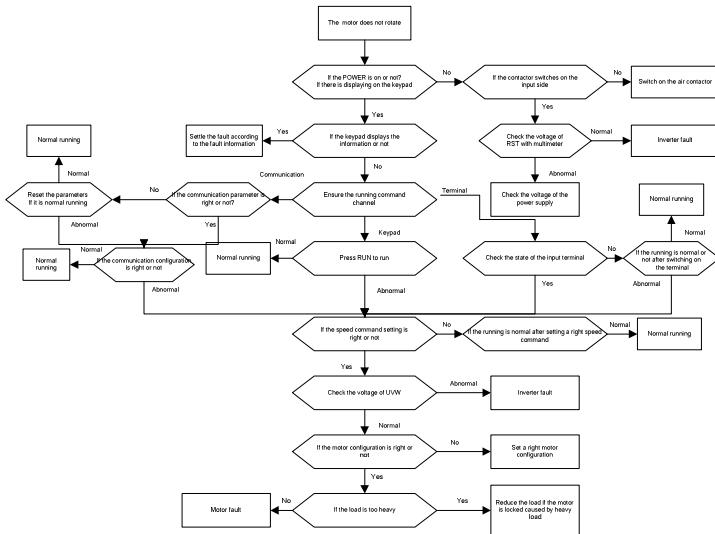 The motor does not rotate
If the POWER is on or not?
If there is displaying on the keypad
No
If the contactor switches on the
input side
No
Switch on the air contactor
Yes
Yes
Settle the fault according
to the fault information
Yes
If the keypad displays the
information or not
Check the voltage of
RST with multimeter
Normal
Inverter fault
Normal running
No
Abnormal
Normal
Communication
Reset the parameters
If it is normal running
No
If the communication parameter is
right or not?
Ensure the running command
channel
Terminal
Check the voltage of the
power supply
Normal running
Abnormal
Yes
Keypad
Normal
Normal
running
Normal
If the communication configuration
is right or not
Normal running
Normal
Press RUN to run
Check the state of the input terminal
No
If the running is normal or
not after switching on
the terminal
Abnormal
Abnormal
Yes
Abnormal
If the speed command setting is
right or not
No
If the running is normal after setting a right speed
command
Normal
Normal running
Yes
Check the voltage of UVW
Abnormal
Inverter fault
Normal
If the motor configuration is right or
not
No
Set a right motor
configuration
Yes
Motor fault
No
If the load is too heavy
Yes
Reduce the load if the motor
is locked caused by heavy
load